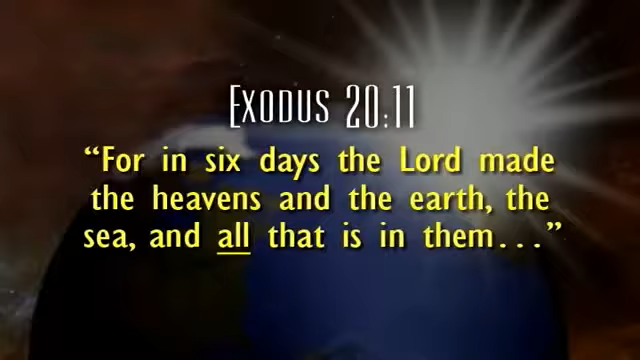 Exodus 20:11
“For in six days the Lord made
the heavens and the earth, the
sea, and all that is in them...”